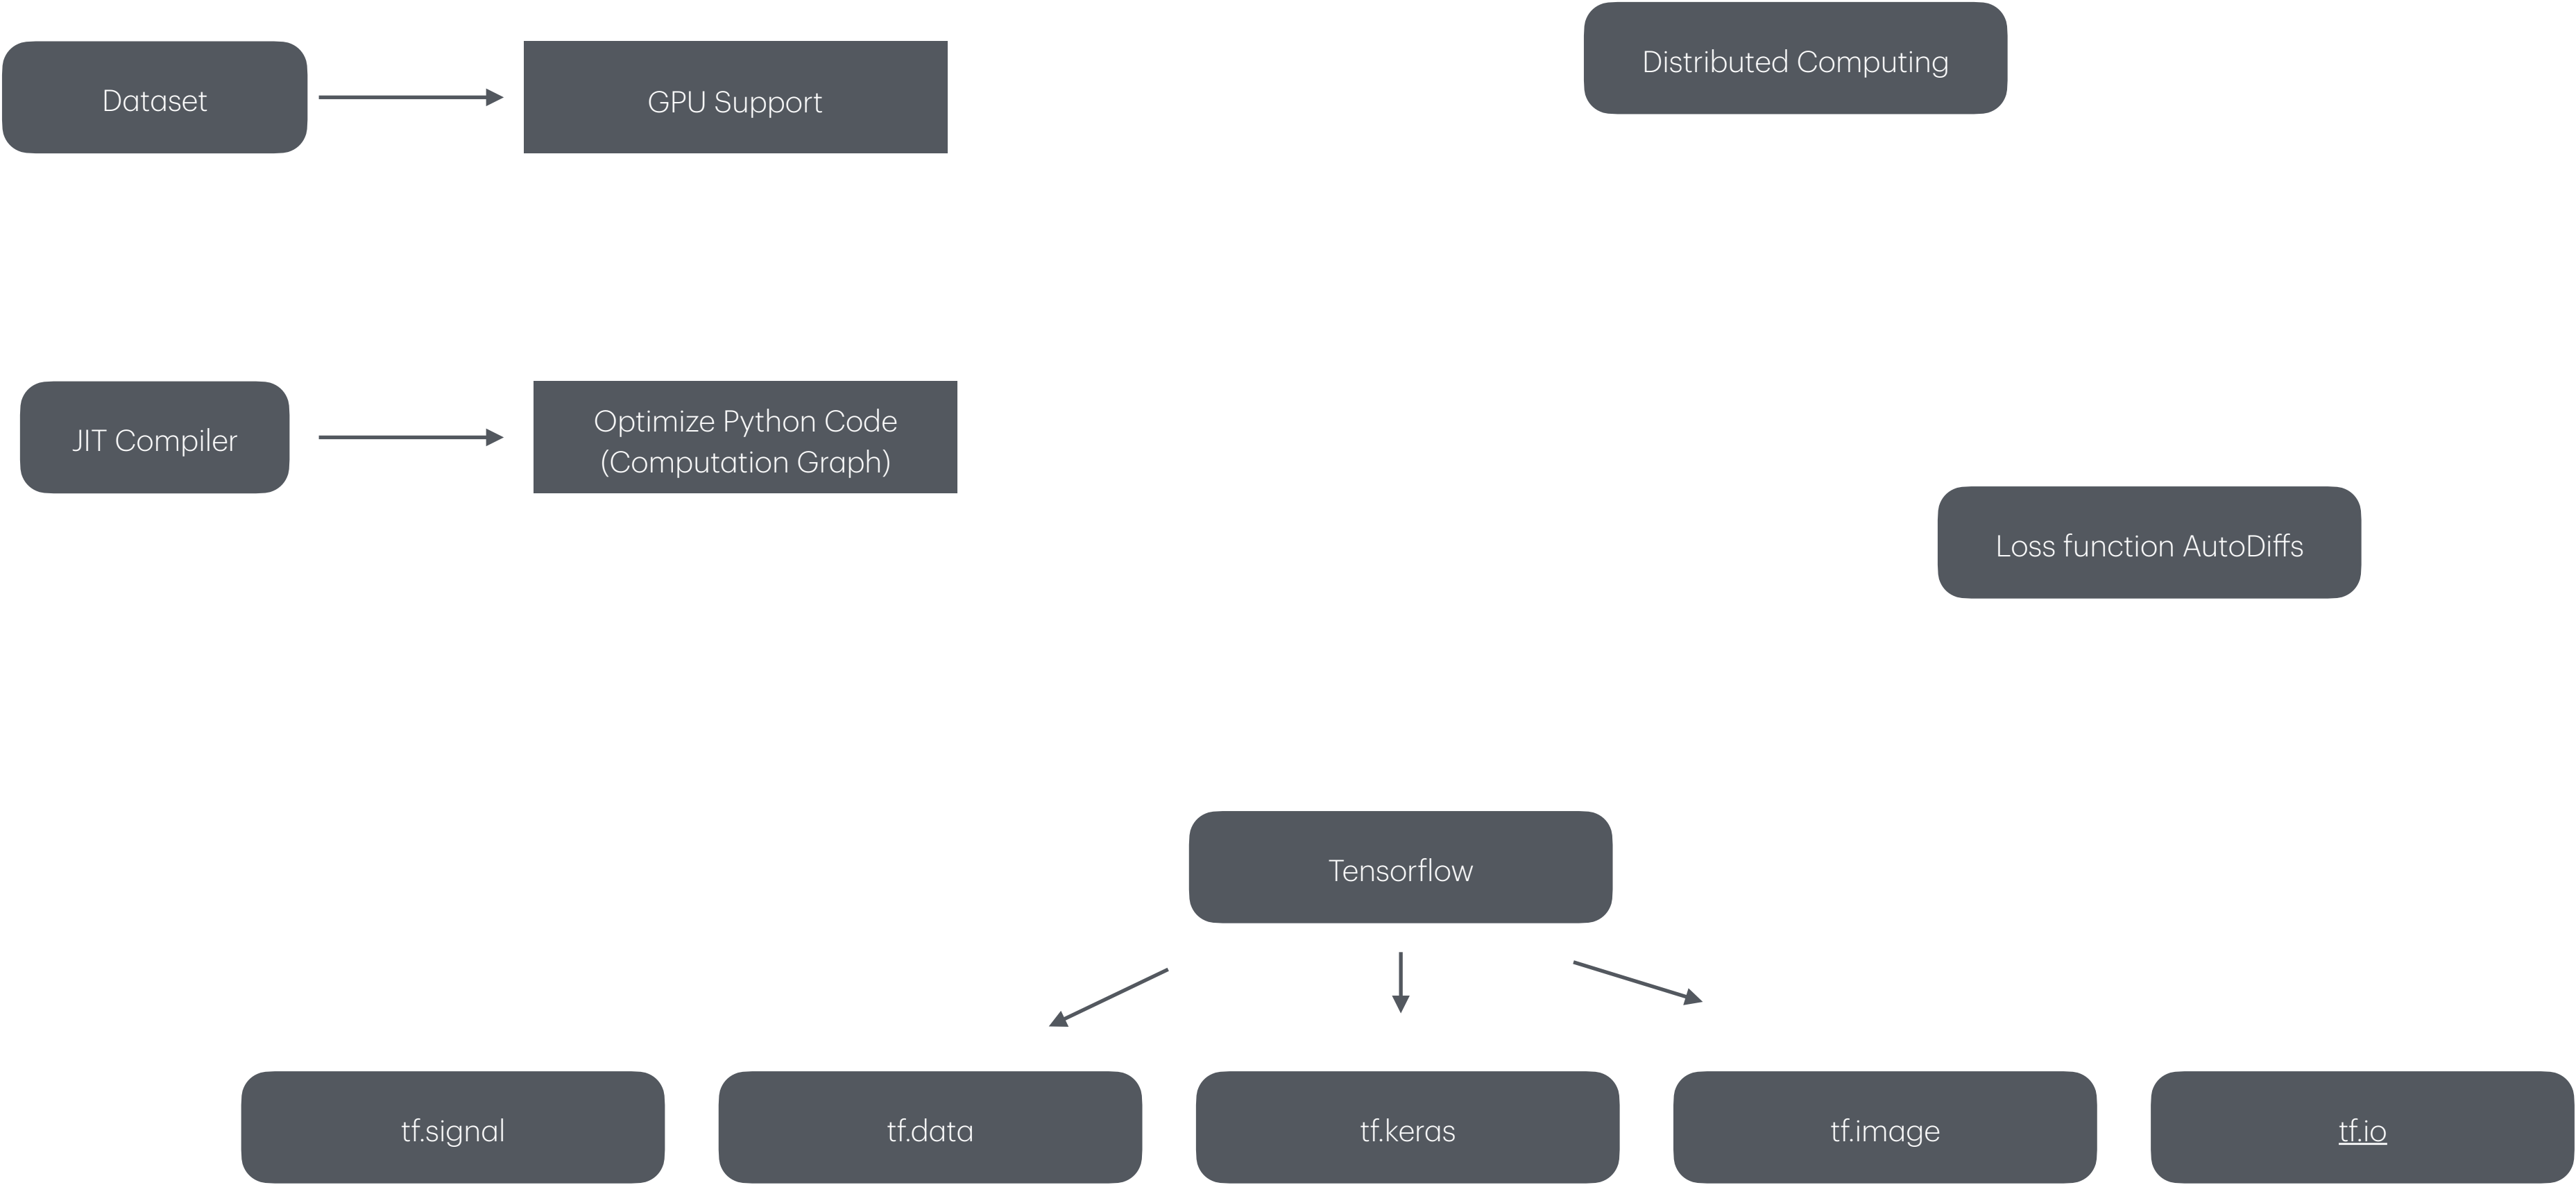 Dataset
GPU Support
Distributed Computing
JIT Compiler
Optimize Python Code
(Computation Graph)
Loss function AutoDiffs
Tensorflow
tf.signal
tf.data
tf.keras
tf.image
tf.io